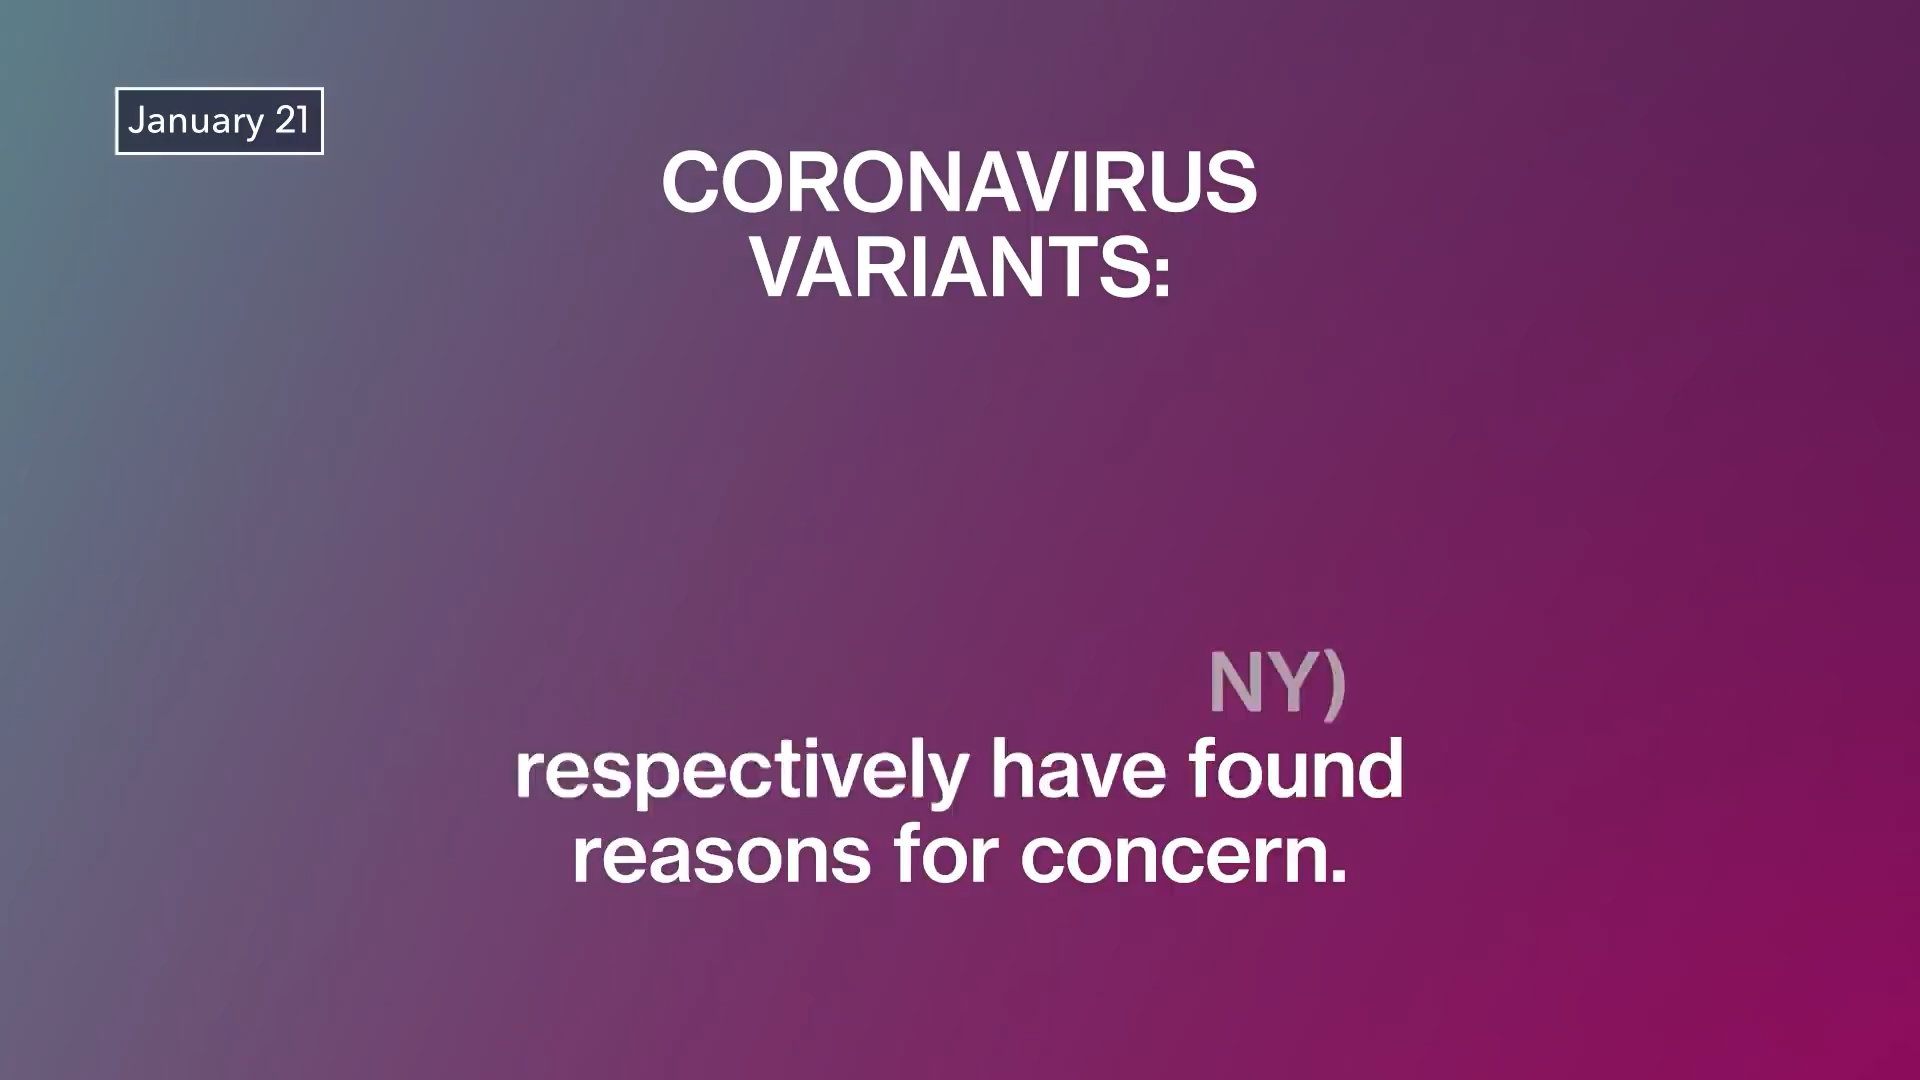 January 21
CORONAVIRUS
VARIANTS:
NY)
respectively have found
reasons for concern.